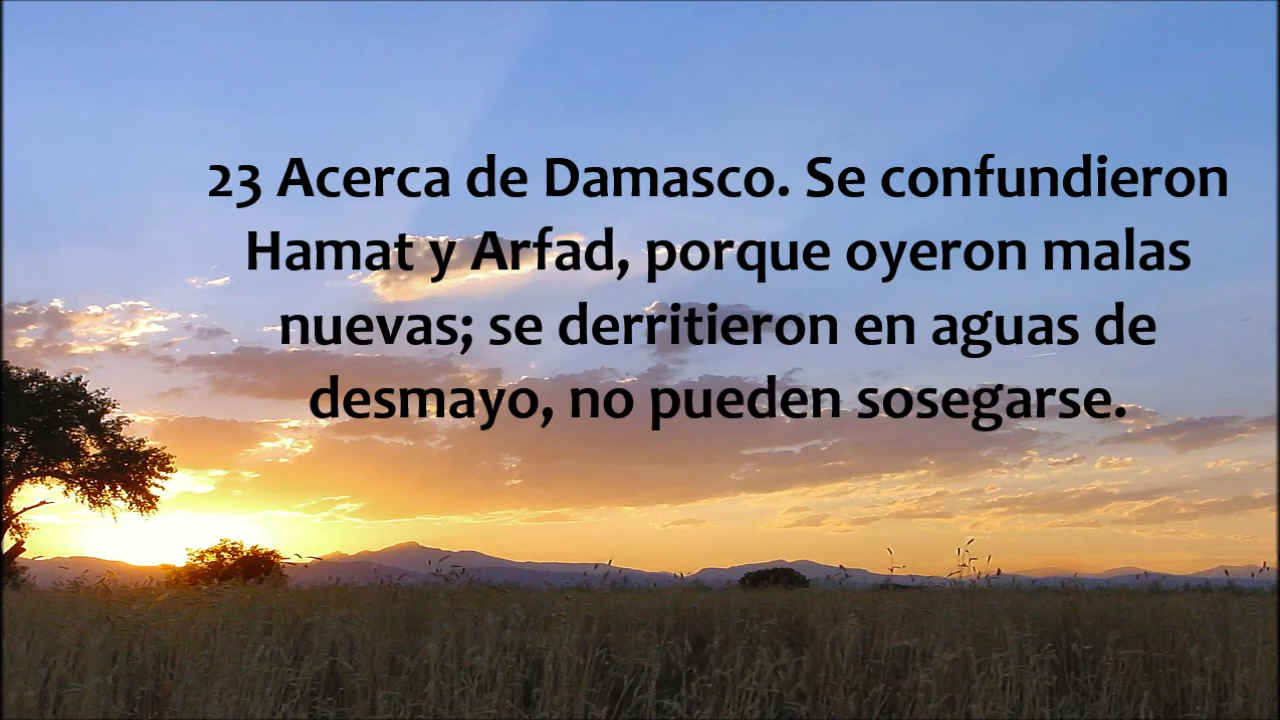 23 Acerca de Damasco. Se confundieron
Hamat y Arfad, porque oyeron malas
nuevas; se derritieron en aguas de
desmayo, no pueden sosegarse.